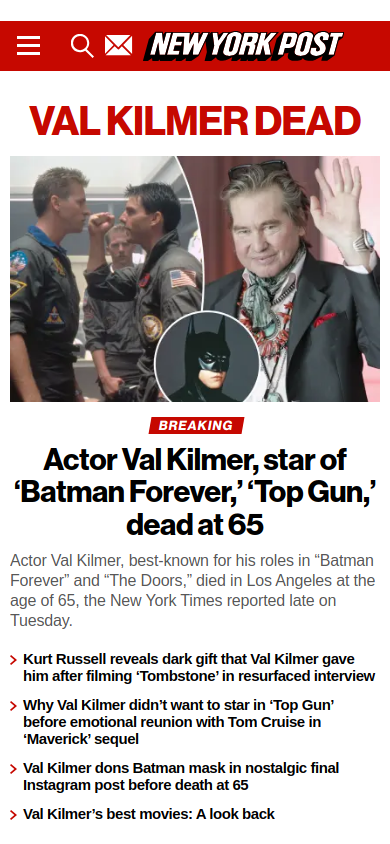 NEW YORK POST
VAL KILMER DEAD
BREAKING
Actor Val Kilmer, star of
‘Batman Forever,’ ‘Top Gun,’
dead at 65
Actor Val Kilmer, best-known for his roles in “Batman
Forever” and “The Doors,” died in Los Angeles at the
age of 65, the New York Times reported late on
Tuesday.
Kurt Russell reveals dark gift that Val Kilmer gave
him after filming ‘Tombstone’ in resurfaced interview
Why Val Kilmer didn’t want to star in ‘Top Gun’
before emotional reunion with Tom Cruise in
‘Maverick’ sequel
Val Kilmer dons Batman mask in nostalgic final
Instagram post before death at 65
Val Kilmer’s best movies: A look back